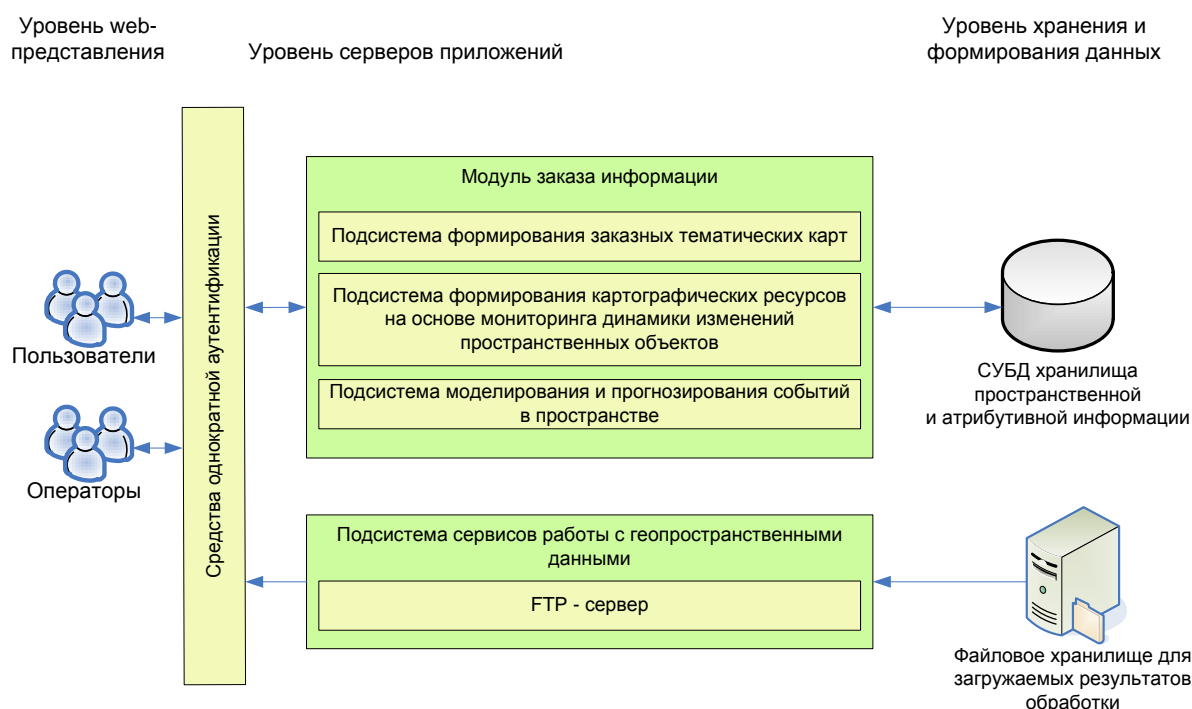 Уровень web-
представления
Уровень серверов приложений
Уровень хранения и
формирования данных
Средства однократной аутентификации
Модуль заказа информации
Подсистема формирования заказных тематических карт
Подсистема формирования картографических ресурсов
на основе мониторинга динамики изменений
пространственных объектов
Подсистема моделирования и прогнозирования событий
в пространстве
Пользователи
Операторы
СУБД хранилища
пространственной
и атрибутивной информации
Подсистема сервисов работы с геопространственными
данными
FTP - сервер
Файловое хранилище для
загружаемых результатов
обработки